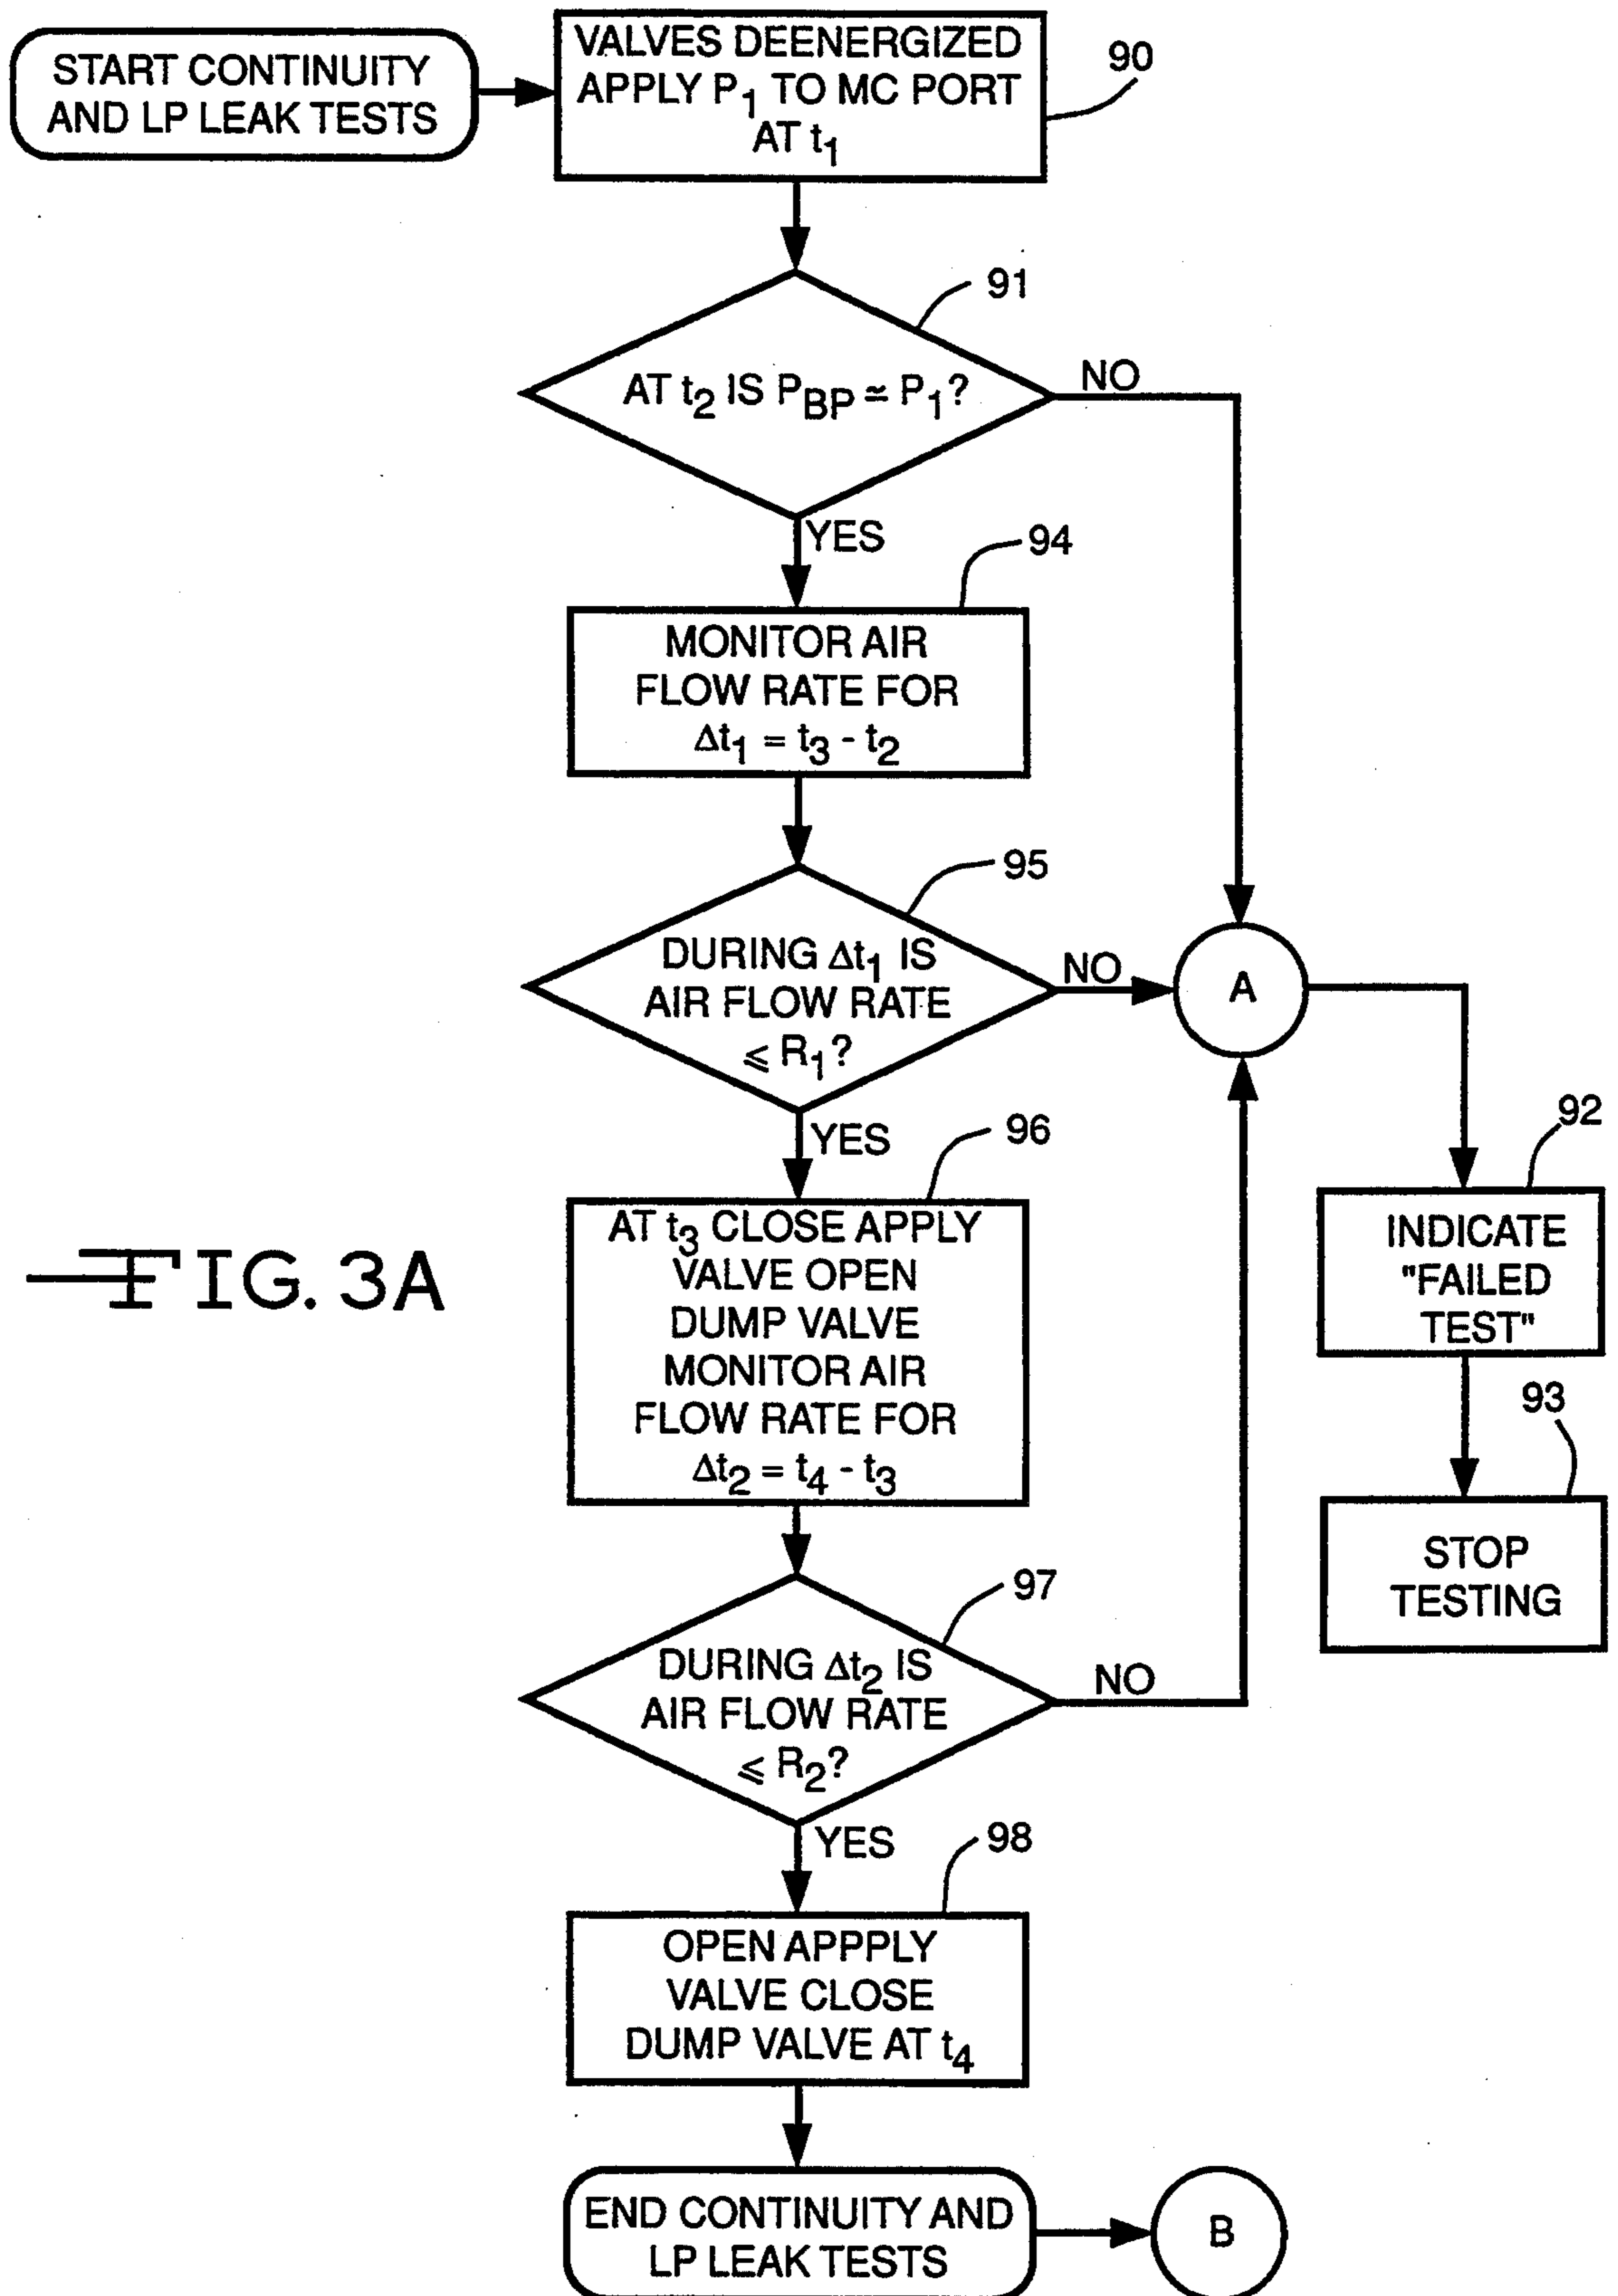 START CONTINUITY
AND LP LEAK TESTS
VALVES DEENERGIZED
APPLY P1 TO MC PORT
AT t1
90
91
AT t2 IS PBP ≃ P1?
NO
YES
94
MONITOR AIR
FLOW RATE FOR
Δt1 = t3 - t2
95
DURING Δt1 IS
AIR FLOW RATE
⩽ R1?
NO
A
YES
96
92
AT t3 CLOSE APPLY
VALVE OPEN
DUMP VALVE
MONITOR AIR
FLOW RATE FOR
Δt2 = t4 - t3
INDICATE
"FAILED
TEST"
FIG. 3A
93
STOP
TESTING
97
DURING Δt2 IS
AIR FLOW RATE
⩽ R2?
NO
YES
98
OPEN APPPLY
VALVE CLOSE
DUMP VALVE AT t4
END CONTINUITY AND
LP LEAK TESTS
B